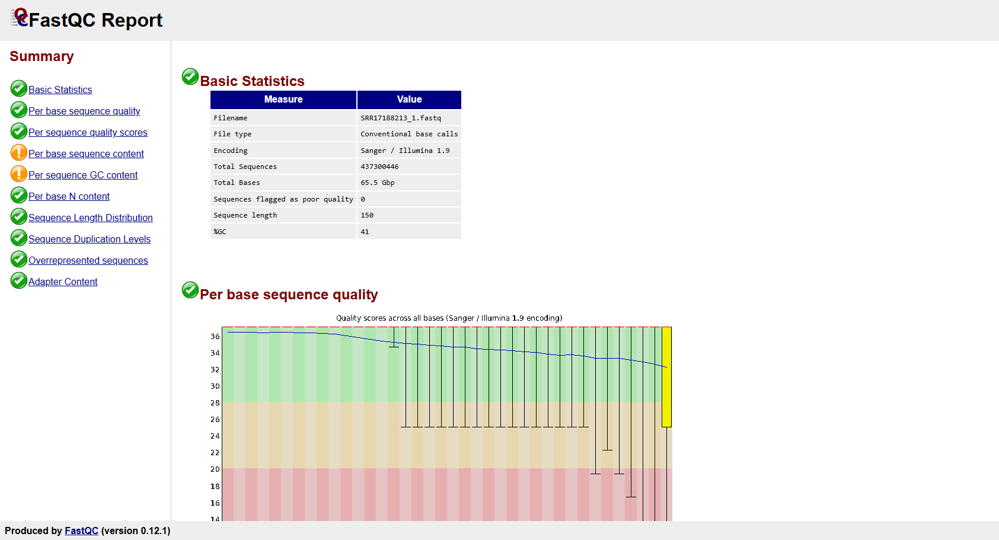 FastQC Report
Summary
Basic Statistics
Per base sequence quality
Per sequence quality scores
Per base sequence content
Per sequence GC content
Per base N content
Sequence Length Distribution
Sequence Duplication Levels
Overrepresented sequences
Adapter Content
Basic Statistics
Measure Value
Filename SRR17188213_1.fastq
File type Conventional base calls
Encoding Sanger / Illumina 1.9
Total Sequences 437300446
Total Bases 65.5 Gbp
Sequences flagged as poor quality 0
Sequence length 150
%GC 41
Per base sequence quality
Quality scores across all bases (Sanger / Illumina 1.9 encoding)
36
34
32
30
28
26
24
22
20
18
16
14
Produced by FastQC (version 0.12.1)